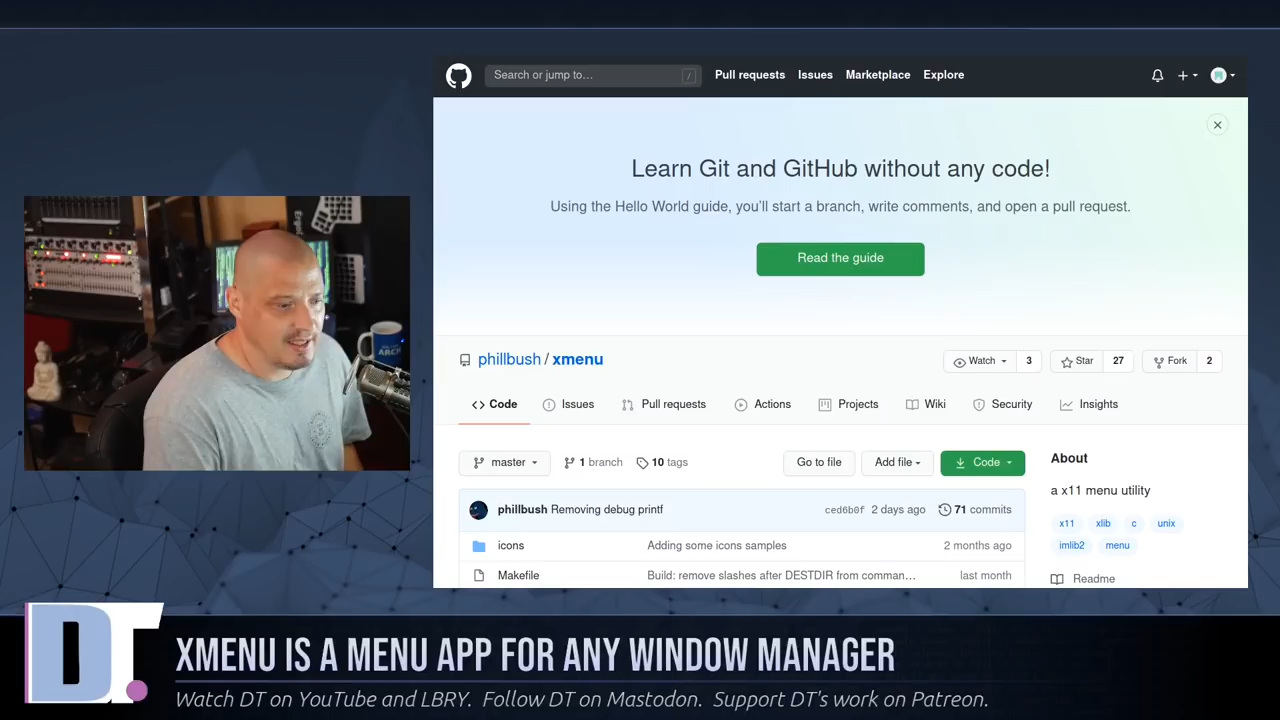 Search or jump to… /
Pull requests Issues Marketplace Explore
Learn Git and GitHub without any code!
Using the Hello World guide, you’ll start a branch, write comments, and open a pull request.
Read the guide
phillbush / xmenu
Watch 3 Star 27 Fork 2
Code Issues Pull requests Actions Projects Wiki Security Insights
master 1 branch 10 tags Go to file Add file Code
phillbush Removing debug printf ced6b0f 2 days ago 71 commits
icons Adding some icons samples 2 months ago
Makefile Build: remove slashes after DESTDIR from comman… last month
About
a x11 menu utility
x11 xlib c unix
imlib2 menu
Readme
ARCH
DT.
XMENU IS A MENU APP FOR ANY WINDOW MANAGER
Watch DT on YouTube and LBRY. Follow DT on Mastodon. Support DT's work on Patreon.